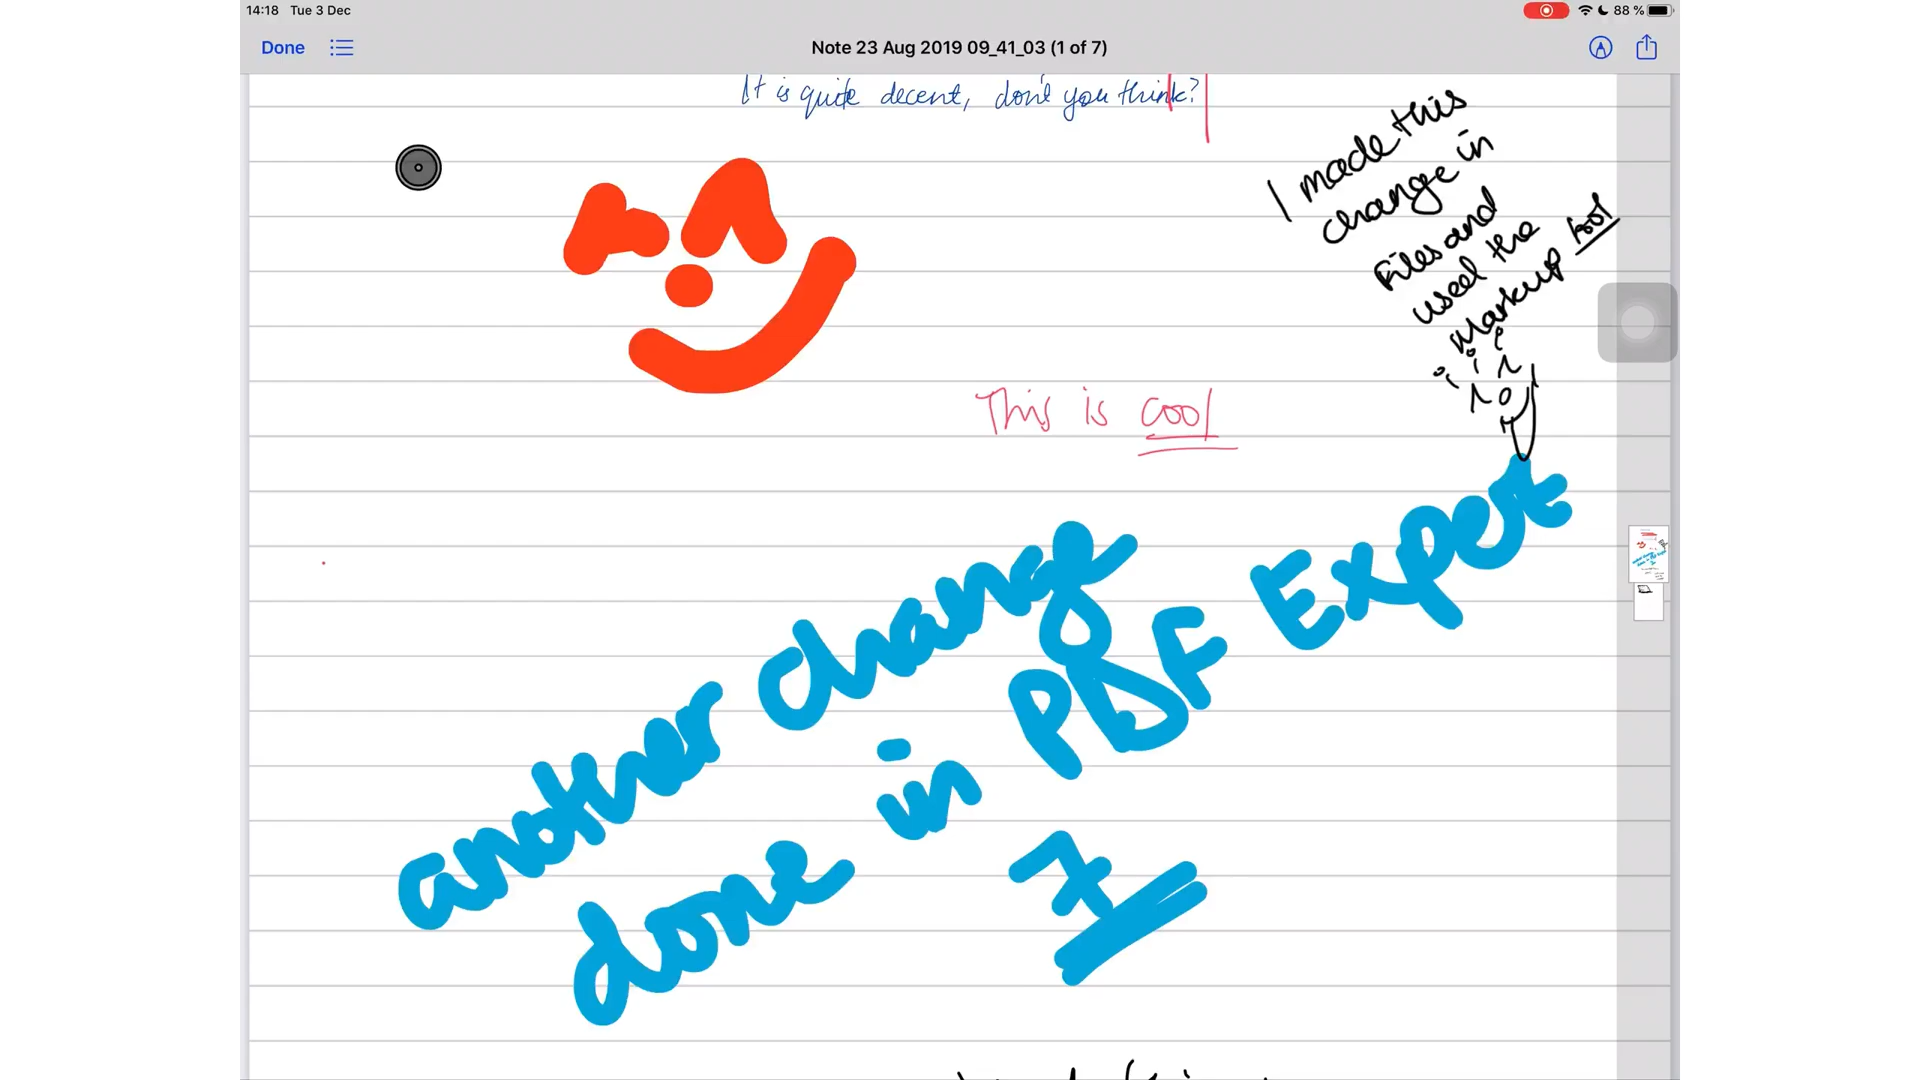 14:18 Tue 3 Dec
88 %
Done
Note 23 Aug 2019 09_41_03 (1 of 7)
It is quite decent, don't you think?
I made this
change in
Files and
used the
Markup tool
This is cool
another change
done in PDF Expert
7